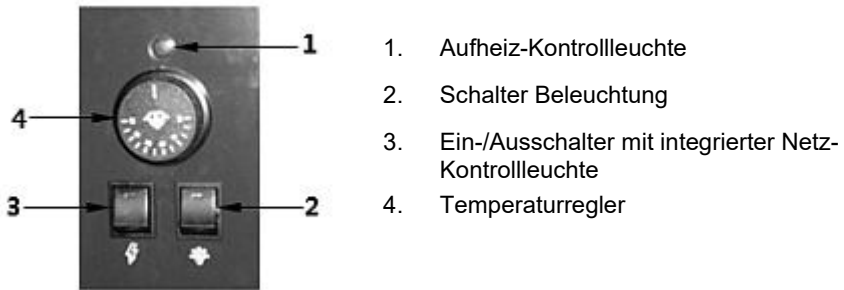 1
4
3
2
1. Aufheiz-Kontrollleuchte
2. Schalter Beleuchtung
3. Ein-/Ausschalter mit integrierter Netz-
Kontrollleuchte
4. Temperaturregler